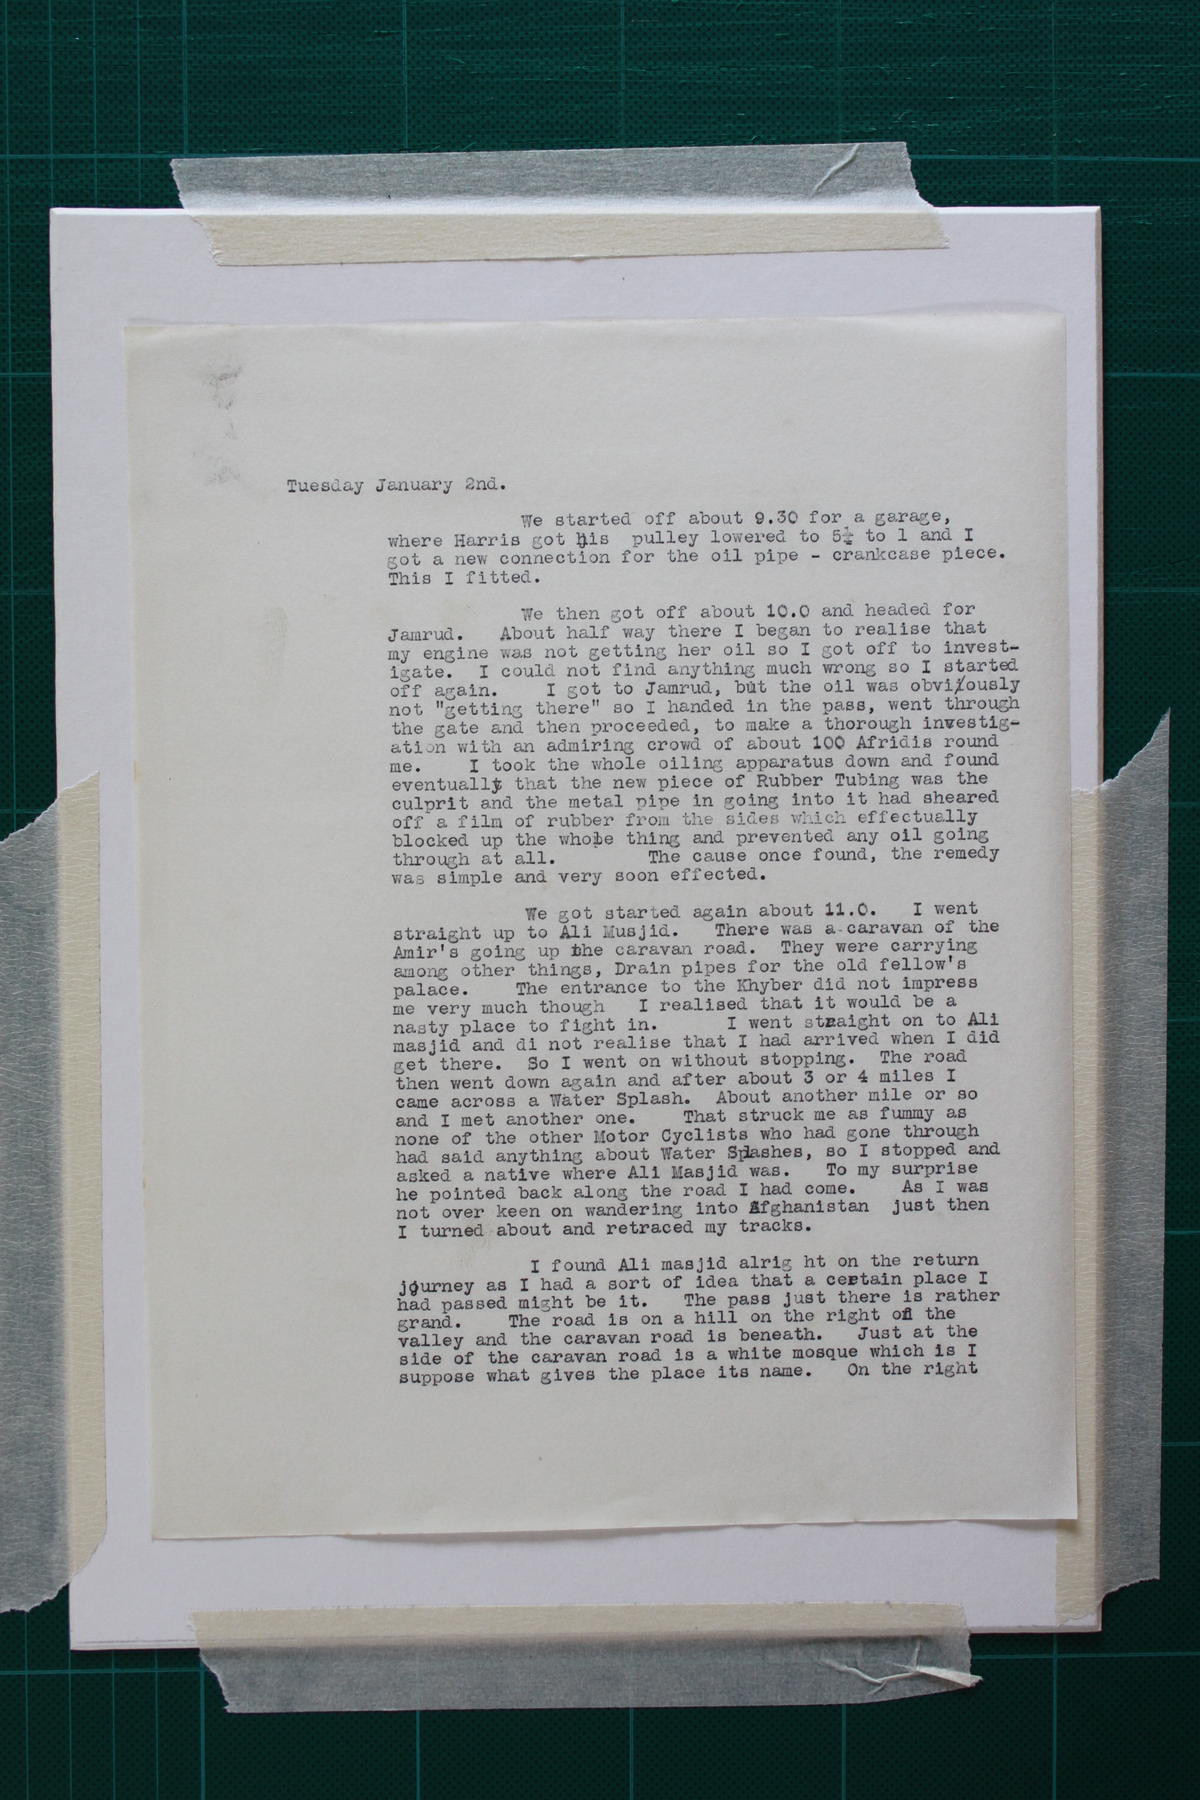 Tuesday January 2nd.
We started off about 9.30 for a garage,
where Harris got his pulley lowered to 5½ to 1 and I
got a new connection for the oil pipe - crankcase piece.
This I fitted.
We then got off about 10.0 and headed for
Jamrud. About half way there I began to realise that
my engine was not getting her oil so I got off to invest-
igate. I could not find anything much wrong so I started
off again. I got to Jamrud, but the oil was obviously
not "getting there" so I handed in the pass, went through
the gate and then proceeded, to make a thorough investig-
ation with an admiring crowd of about 100 Afridis round
me. I took the whole oiling apparatus down and found
eventually that the new piece of Rubber Tubing was the
culprit and the metal pipe in going into it had sheared
off a film of rubber from the sides which effectually
blocked up the whole thing and prevented any oil going
through at all. The cause once found, the remedy
was simple and very soon effected.
We got started again about 11.0. I went
straight up to Ali Musjid. There was a caravan of the
Amir's going up the caravan road. They were carrying
among other things, Drain pipes for the old fellow's
palace. The entrance to the Khyber did not impress
me very much though I realised that it would be a
nasty place to fight in. I went straight on to Ali
masjid and di not realise that I had arrived when I did
get there. So I went on without stopping. The road
then went down again and after about 3 or 4 miles I
came across a Water Splash. About another mile or so
and I met another one. That struck me as fummy as
none of the other Motor Cyclists who had gone through
had said anything about Water Splashes, so I stopped and
asked a native where Ali Masjid was. To my surprise
he pointed back along the road I had come. As I was
not over keen on wandering into Afghanistan just then
I turned about and retraced my tracks.
I found Ali masjid alrig ht on the return
journey as I had a sort of idea that a certain place I
had passed might be it. The pass just there is rather
grand. The road is on a hill on the right of the
valley and the caravan road is beneath. Just at the
side of the caravan road is a white mosque which is I
suppose what gives the place its name. On the right